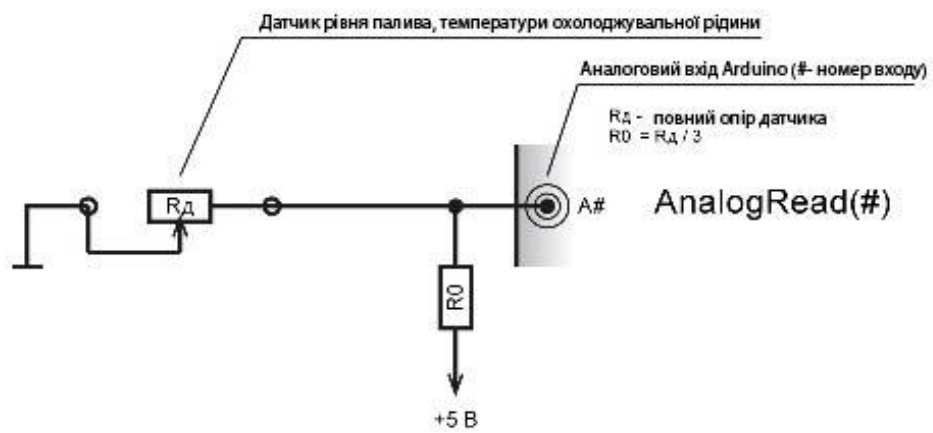 Датчик рівня палива, температури охолоджувальної рідини
Аналоговий вхід Arduino (#- номер входу)
Rд - повний опір датчика
R0 = Rд / 3
Rд
A#
AnalogRead(#)
R0
+5 В